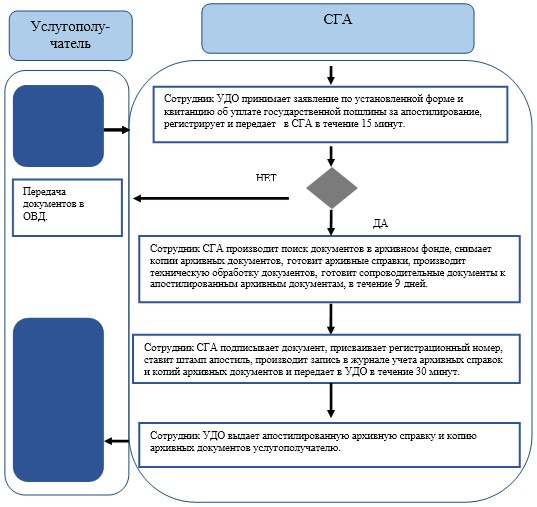 Услугополу-
чатель
СГА
Сотрудник УДО принимает заявление по установленной форме и
квитанцию об уплате государственной пошлины за апостилирование,
регистрирует и передает в СГА в течение 15 минут.
НЕТ
Передача
документов в
ОВД.
ДА
Сотрудник СГА производит поиск документов в архивном фонде, снимает
копии архивных документов, готовит архивные справки, производит
техническую обработку документов, готовит сопроводительные документы к
апостилированным архивным документам, в течение 9 дней.
Сотрудник СГА подписывает документ, присваивает регистрационный номер,
ставит штамп апостиль, производит запись в журнале учета архивных справок
и копий архивных документов и передает в УДО в течение 30 минут.
Сотрудник УДО выдает апостилированную архивную справку и копию
архивных документов услугополучателю.